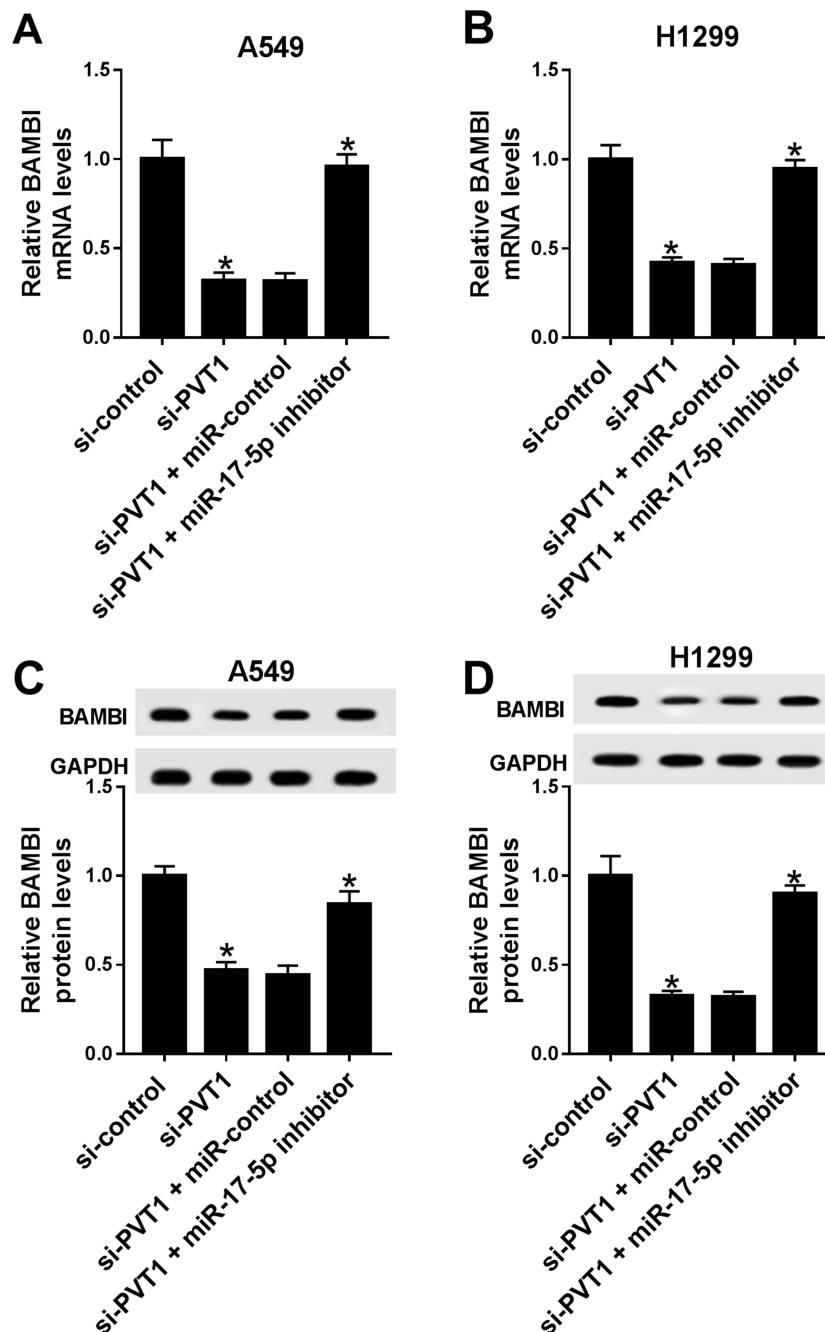 A
A549
Relative BAMBI
mRNA levels
1.5
1.0
0.5
0.0
*
*
si-control
si-PVT1
si-PVT1 + miR-control
si-PVT1 + miR-17-5p inhibitor
B
H1299
Relative BAMBI
mRNA levels
1.5
1.0
0.5
0.0
*
*
si-control
si-PVT1
si-PVT1 + miR-control
si-PVT1 + miR-17-5p inhibitor
C
A549
BAMBI
GAPDH
Relative BAMBI
protein levels
1.5
1.0
0.5
0.0
*
*
si-control
si-PVT1
si-PVT1 + miR-control
si-PVT1 + miR-17-5p inhibitor
D
H1299
BAMBI
GAPDH
Relative BAMBI
protein levels
1.5
1.0
0.5
0.0
*
*
si-control
si-PVT1
si-PVT1 + miR-control
si-PVT1 + miR-17-5p inhibitor